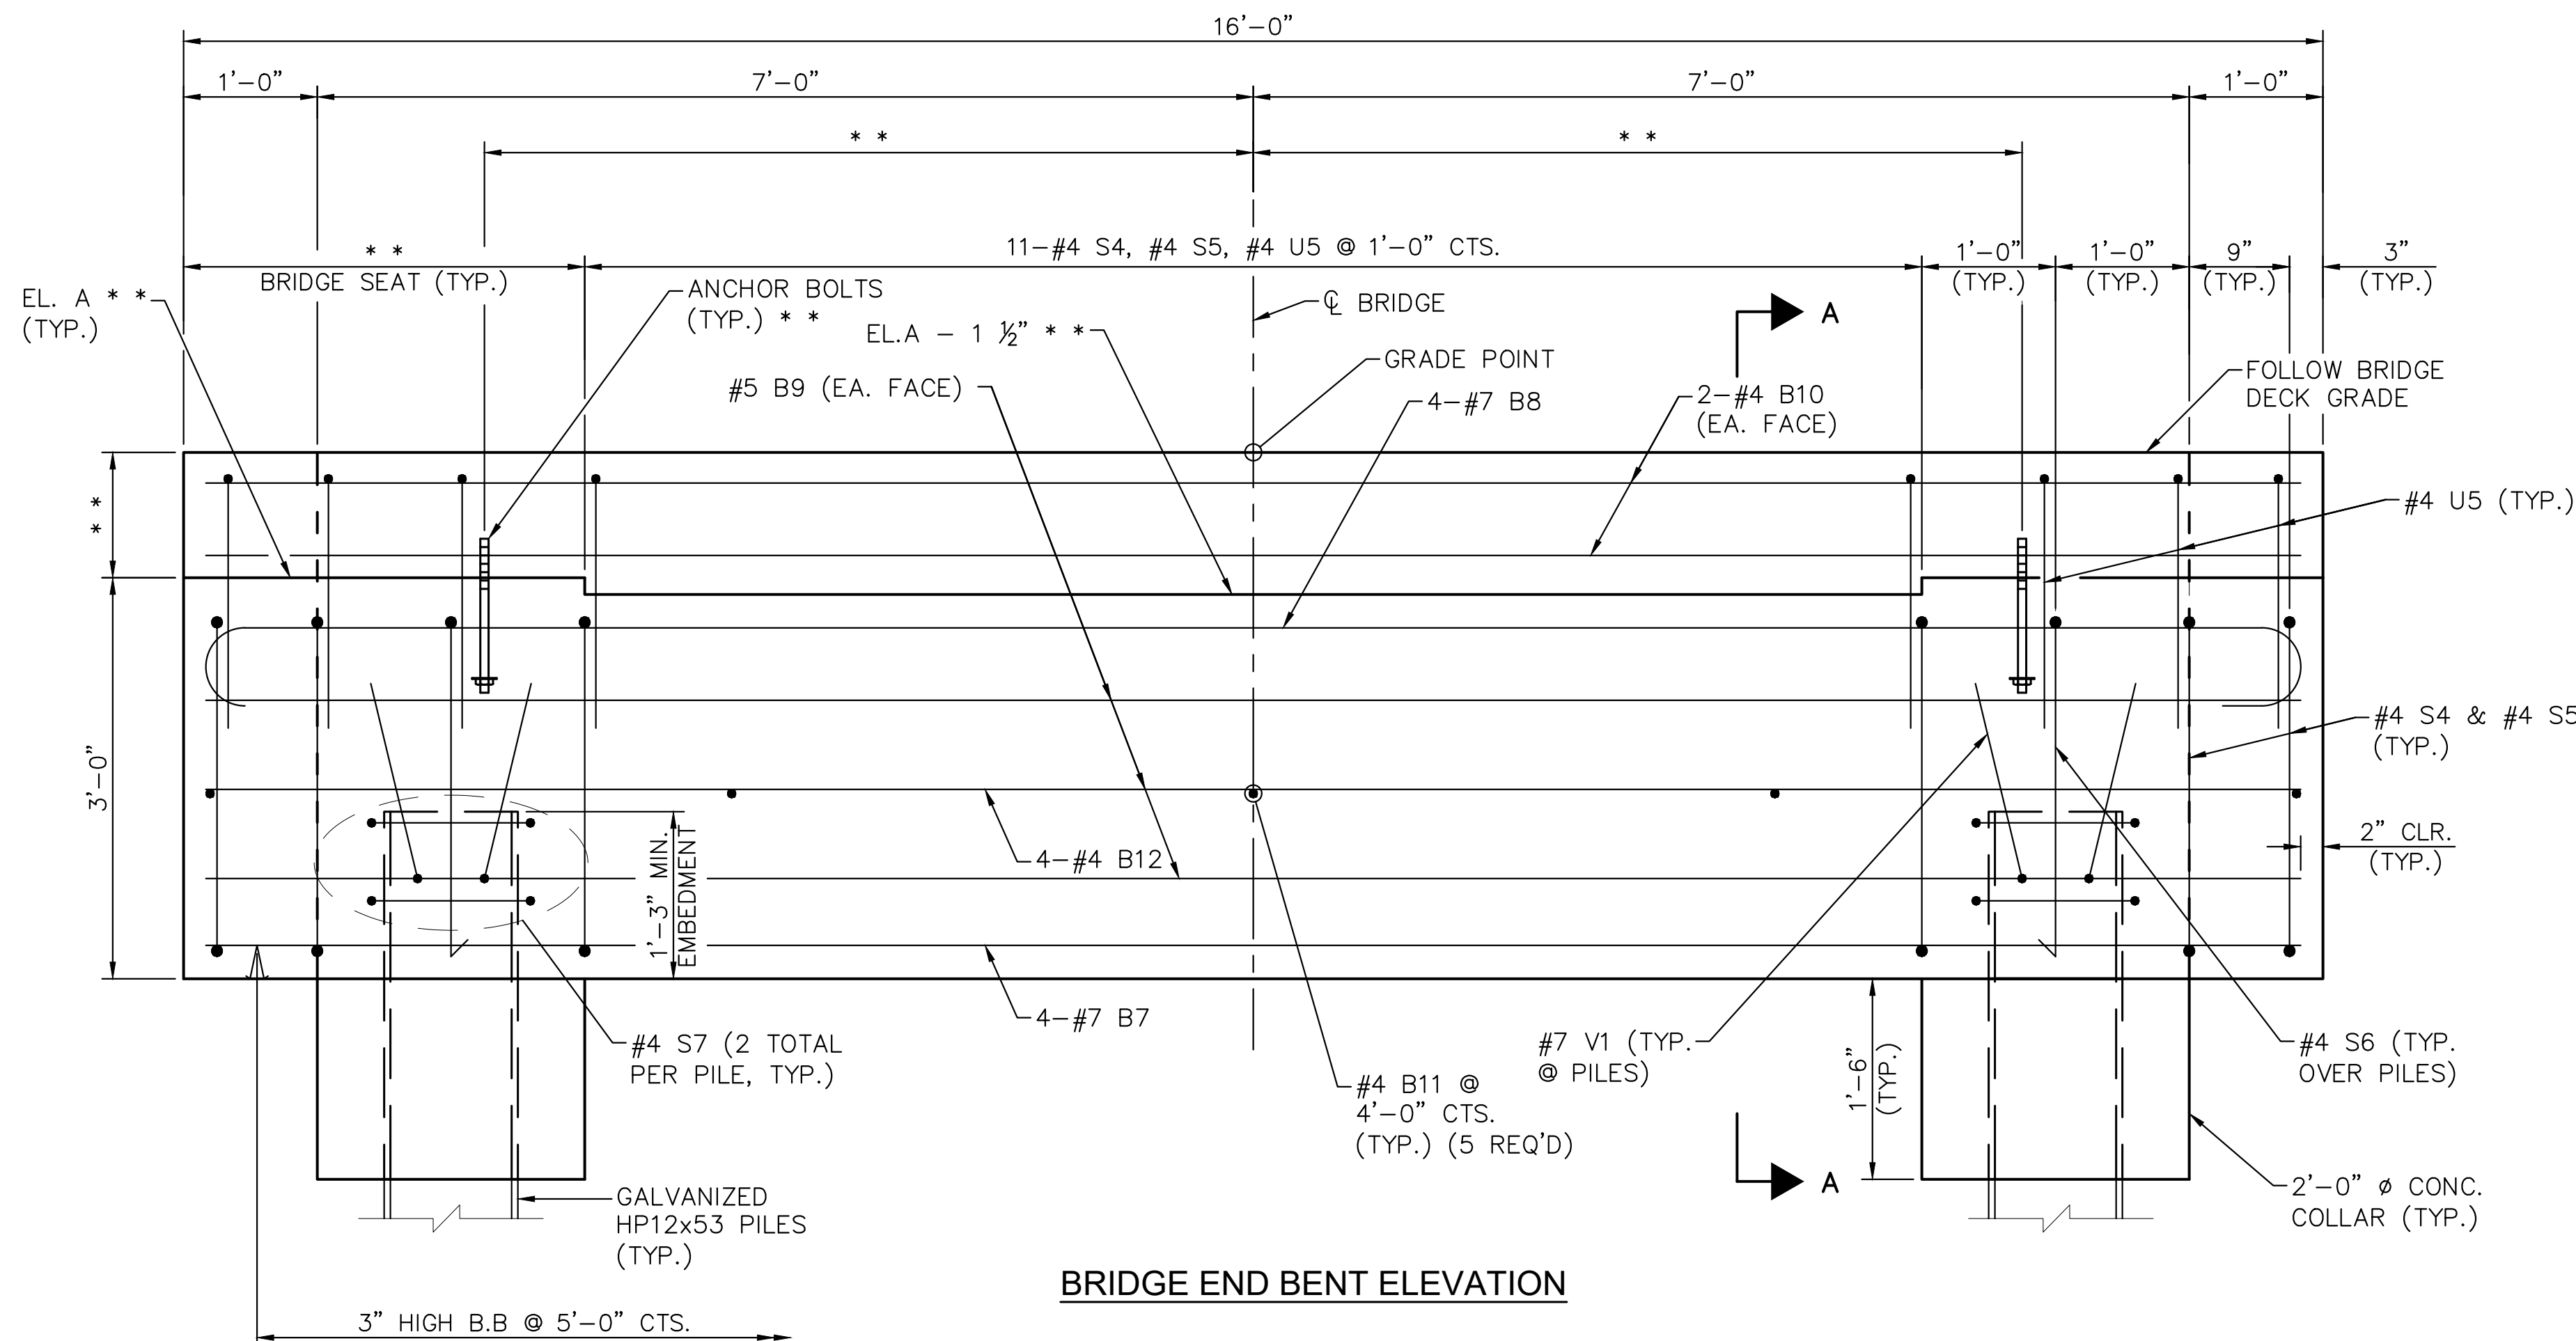 16'-0"
1'-0"
7'-0"
7'-0"
1'-0"
* *
* *
* *
BRIDGE SEAT (TYP.)
11-#4 S4, #4 S5, #4 U5 @ 1'-0" CTS.
1'-0"
(TYP.)
1'-0"
(TYP.)
9"
(TYP.)
3"
(TYP.)
EL. A * *
(TYP.)
ANCHOR BOLTS
(TYP.) * *
EL.A - 1 ½" * *
℄ BRIDGE
A
GRADE POINT
#5 B9 (EA. FACE)
4-#7 B8
2-#4 B10
(EA. FACE)
FOLLOW BRIDGE
DECK GRADE
* *
#4 U5 (TYP.)
3'-0"
#4 S4 & #4 S5
(TYP.)
2" CLR.
(TYP.)
4-#4 B12
1'-3" MIN.
EMBEDMENT
4-#7 B7
#4 S7 (2 TOTAL
PER PILE, TYP.)
#7 V1 (TYP.
@ PILES)
1'-6"
(TYP.)
#4 S6 (TYP.
OVER PILES)
#4 B11 @
4'-0" CTS.
(TYP.) (5 REQ'D)
A
GALVANIZED
HP12x53 PILES
(TYP.)
2'-0" ø CONC.
COLLAR (TYP.)
BRIDGE END BENT ELEVATION
3" HIGH B.B @ 5'-0" CTS.